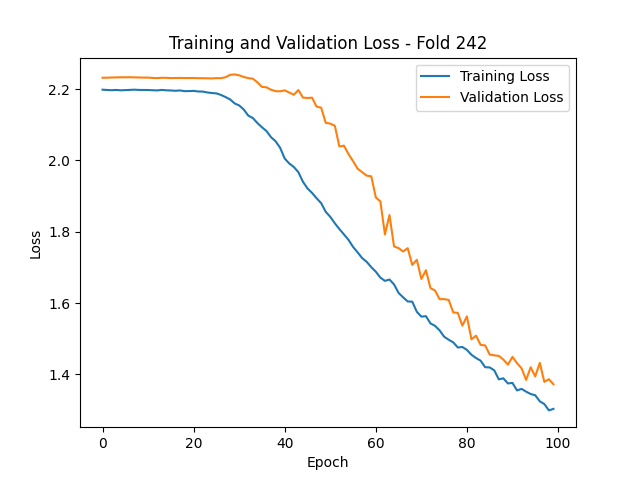 Training and Validation Loss - Fold 242
Training Loss
Validation Loss
Loss
2.2
2.0
1.8
1.6
1.4
0 20 40 60 80 100
Epoch